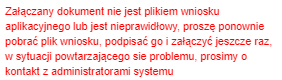 Załączany dokument nie jest plikiem wniosku
aplikacyjnego lub jest nieprawidłowy, proszę ponownie
pobrać plik wniosku, podpisać go i załączyć jeszcze raz,
w sytuacji powtarzającego sie problemu, prosimy o
kontakt z administratorami systemu